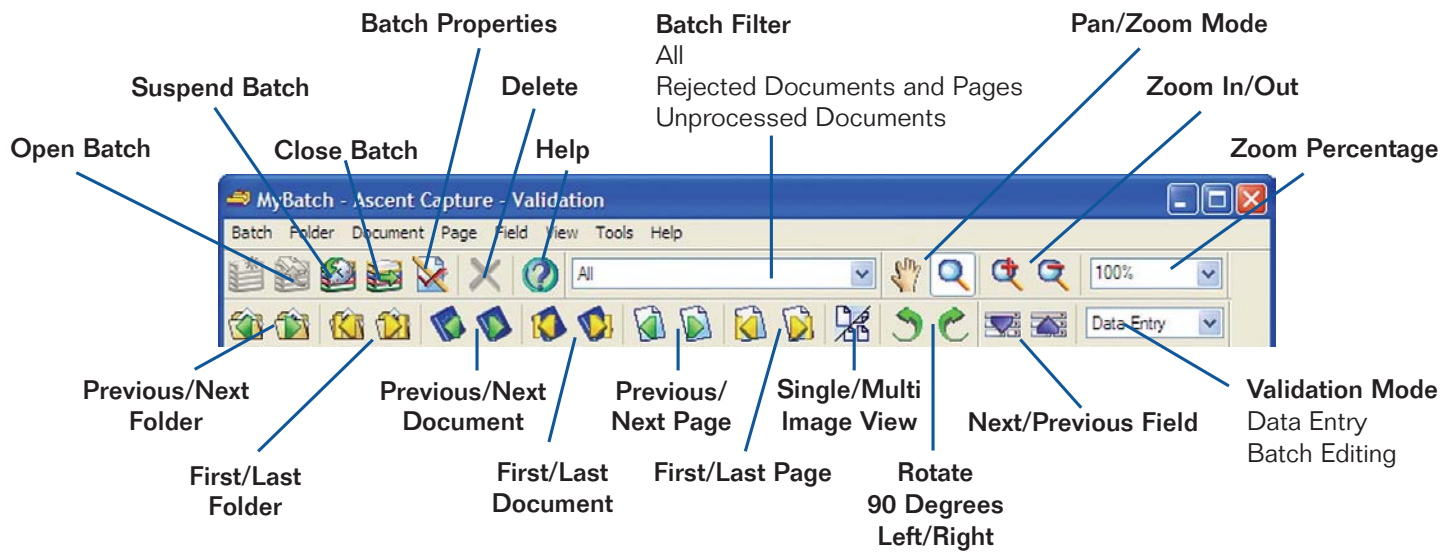 Batch Properties
Batch Filter
All
Rejected Documents and Pages
Unprocessed Documents
Pan/Zoom Mode
Suspend Batch
Delete
Zoom In/Out
Open Batch
Close Batch
Help
Zoom Percentage
MyBatch - Ascent Capture - Validation
Batch Folder Document Page Field View Tools Help
All
100%
Data Entry
Previous/Next
Folder
Previous/Next
Document
Previous/
Next Page
Single/Multi
Image View
Next/Previous Field
Validation Mode
Data Entry
Batch Editing
First/Last
Folder
First/Last
Document
First/Last Page
Rotate
90 Degrees
Left/Right